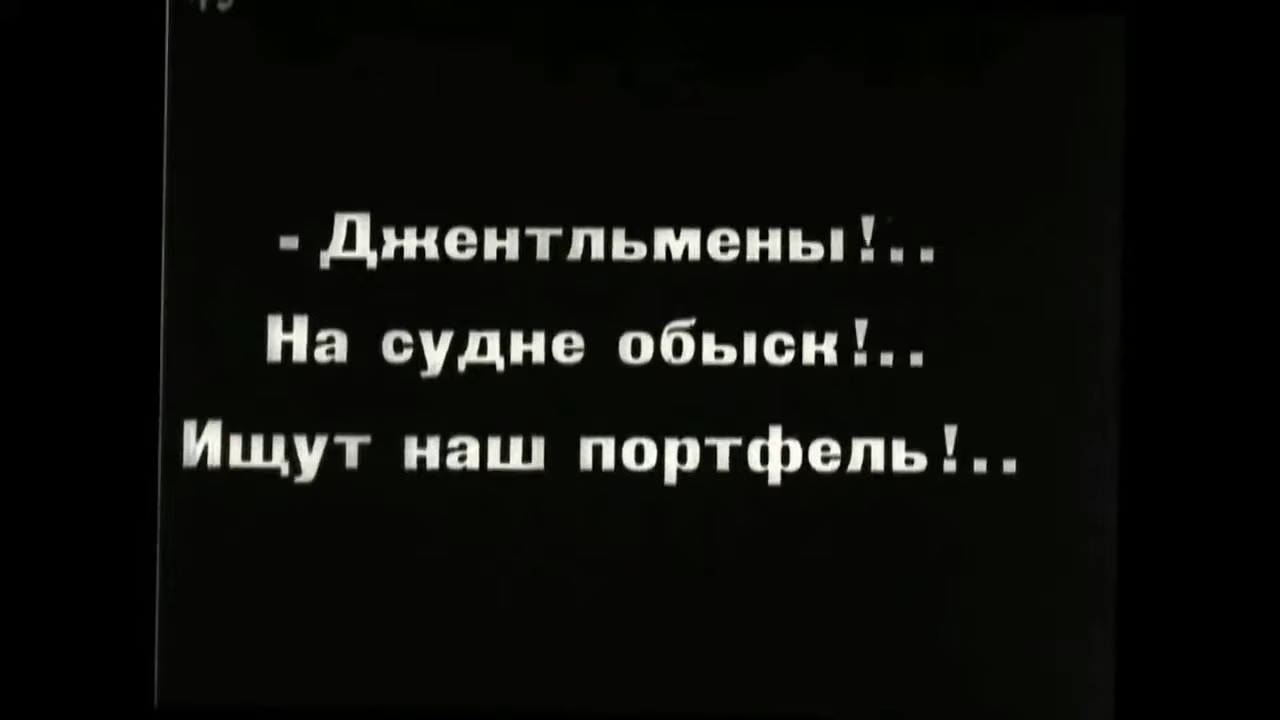 - Джентльмены!..
На судне обыск!..
Ищут наш портфель!..